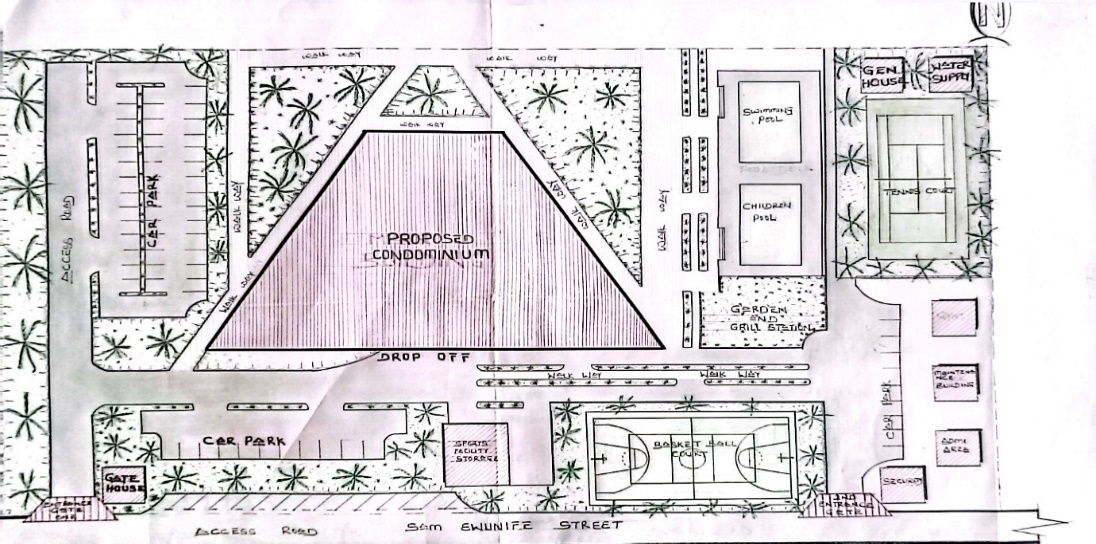 N
WALK WAY
WALK WAY
GEN
HOUSE
WATER
SUPPLY
SWIMMING
POOL
WALK WAY
TENNIS COURT
CHILDREN
POOL
CAR PARK
ACCESS ROAD
WALK WAY
WALK WAY
WALK WAY
PROPOSED
CONDOMINIUM
WALK WAY
GARDEN
AND
GRILL STATION
DROP OFF
WALK WAY
WALK WAY
BUILDING
CAR PARK
CAR PARK
SPORTS
FACILITY
STORAGE
BASKET BALL
COURT
AREA
GATE
HOUSE
SECURITY
2ND
ENTRANCE
GATE
ACCESS ROAD
SAM EWUNIFE STREET